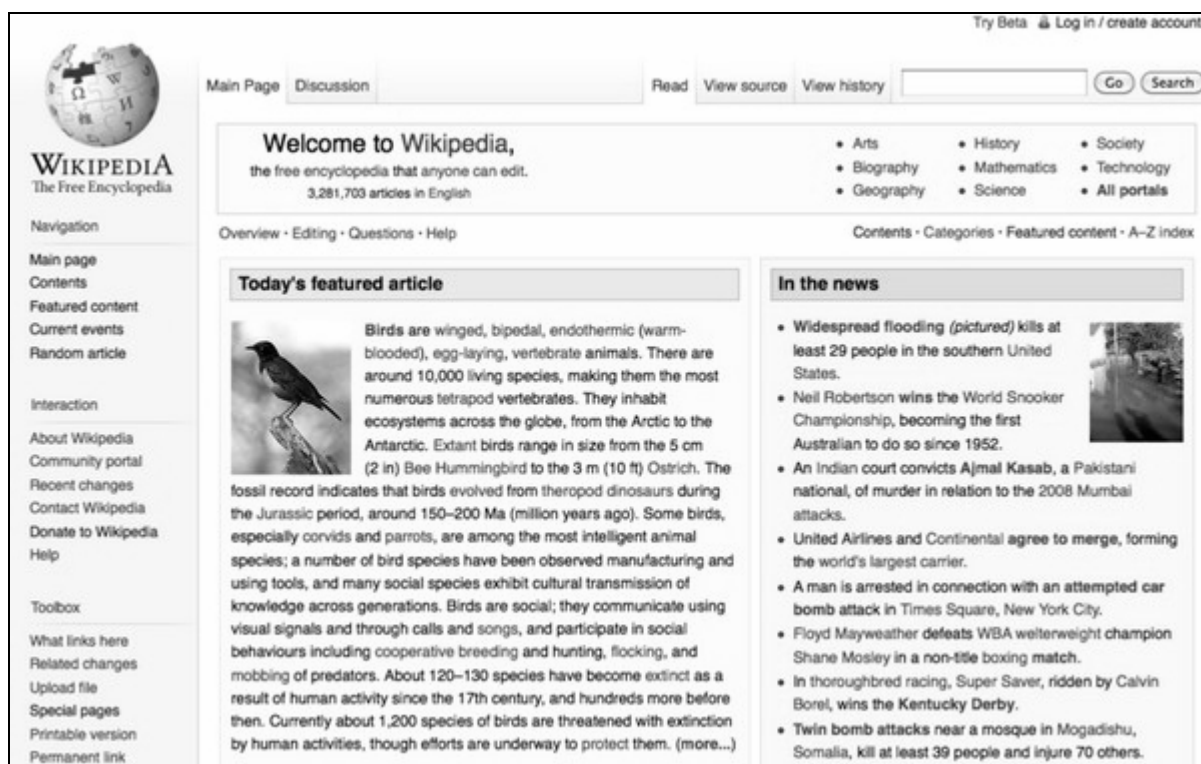 Try Beta Log in / create account
Main Page Discussion Read View source View history Go Search
WIKIPEDIA
The Free Encyclopedia
Navigation
Main page
Contents
Featured content
Current events
Random article
Interaction
About Wikipedia
Community portal
Recent changes
Contact Wikipedia
Donate to Wikipedia
Help
Toolbox
What links here
Related changes
Upload file
Special pages
Printable version
Permanent link
Welcome to Wikipedia,
the free encyclopedia that anyone can edit.
3,281,703 articles in English
• Arts
• Biography
• Geography
• History
• Mathematics
• Science
• Society
• Technology
• All portals
Overview · Editing · Questions · Help
Contents · Categories · Featured content · A–Z index
Today's featured article
Birds are winged, bipedal, endothermic (warm-
blooded), egg-laying, vertebrate animals. There are
around 10,000 living species, making them the most
numerous tetrapod vertebrates. They inhabit
ecosystems across the globe, from the Arctic to the
Antarctic. Extant birds range in size from the 5 cm
(2 in) Bee Hummingbird to the 3 m (10 ft) Ostrich. The
fossil record indicates that birds evolved from theropod dinosaurs during
the Jurassic period, around 150–200 Ma (million years ago). Some birds,
especially corvids and parrots, are among the most intelligent animal
species; a number of bird species have been observed manufacturing and
using tools, and many social species exhibit cultural transmission of
knowledge across generations. Birds are social; they communicate using
visual signals and through calls and songs, and participate in social
behaviours including cooperative breeding and hunting, flocking, and
mobbing of predators. About 120–130 species have become extinct as a
result of human activity since the 17th century, and hundreds more before
then. Currently about 1,200 species of birds are threatened with extinction
by human activities, though efforts are underway to protect them. (more...)
In the news
• Widespread flooding (pictured) kills at
least 29 people in the southern United
States.
• Neil Robertson wins the World Snooker
Championship, becoming the first
Australian to do so since 1952.
• An Indian court convicts Ajmal Kasab, a Pakistani
national, of murder in relation to the 2008 Mumbai
attacks.
• United Airlines and Continental agree to merge, forming
the world's largest carrier.
• A man is arrested in connection with an attempted car
bomb attack in Times Square, New York City.
• Floyd Mayweather defeats WBA welterweight champion
Shane Mosley in a non-title boxing match.
• In thoroughbred racing, Super Saver, ridden by Calvin
Borel, wins the Kentucky Derby.
• Twin bomb attacks near a mosque in Mogadishu,
Somalia, kill at least 39 people and injure 70 others.